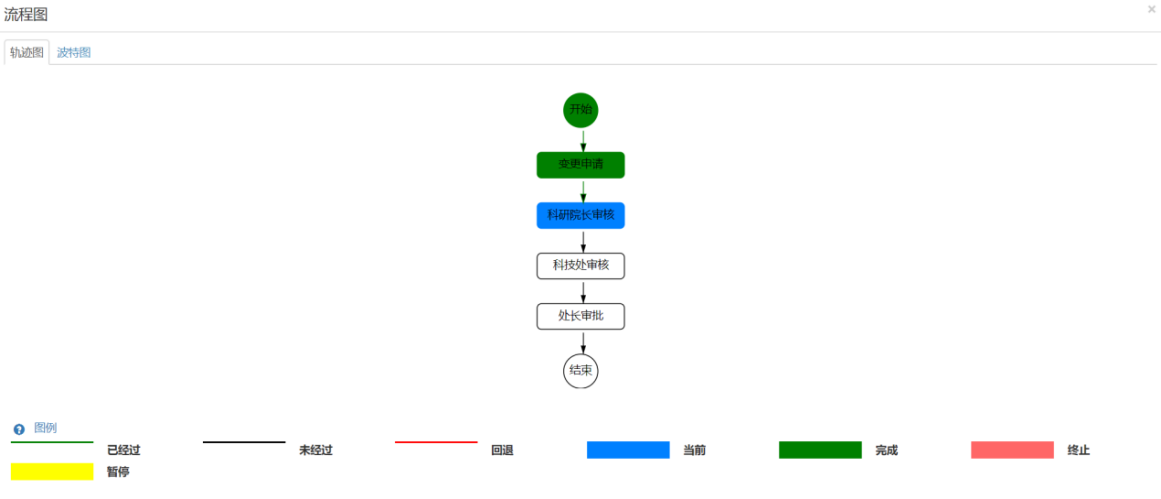 流程图
×
轨迹图 波特图
开始
变更申请
科研院长审核
科技处审核
处长审批
结束
? 图例
已经过 未经过 回退 当前 完成 终止
暂停